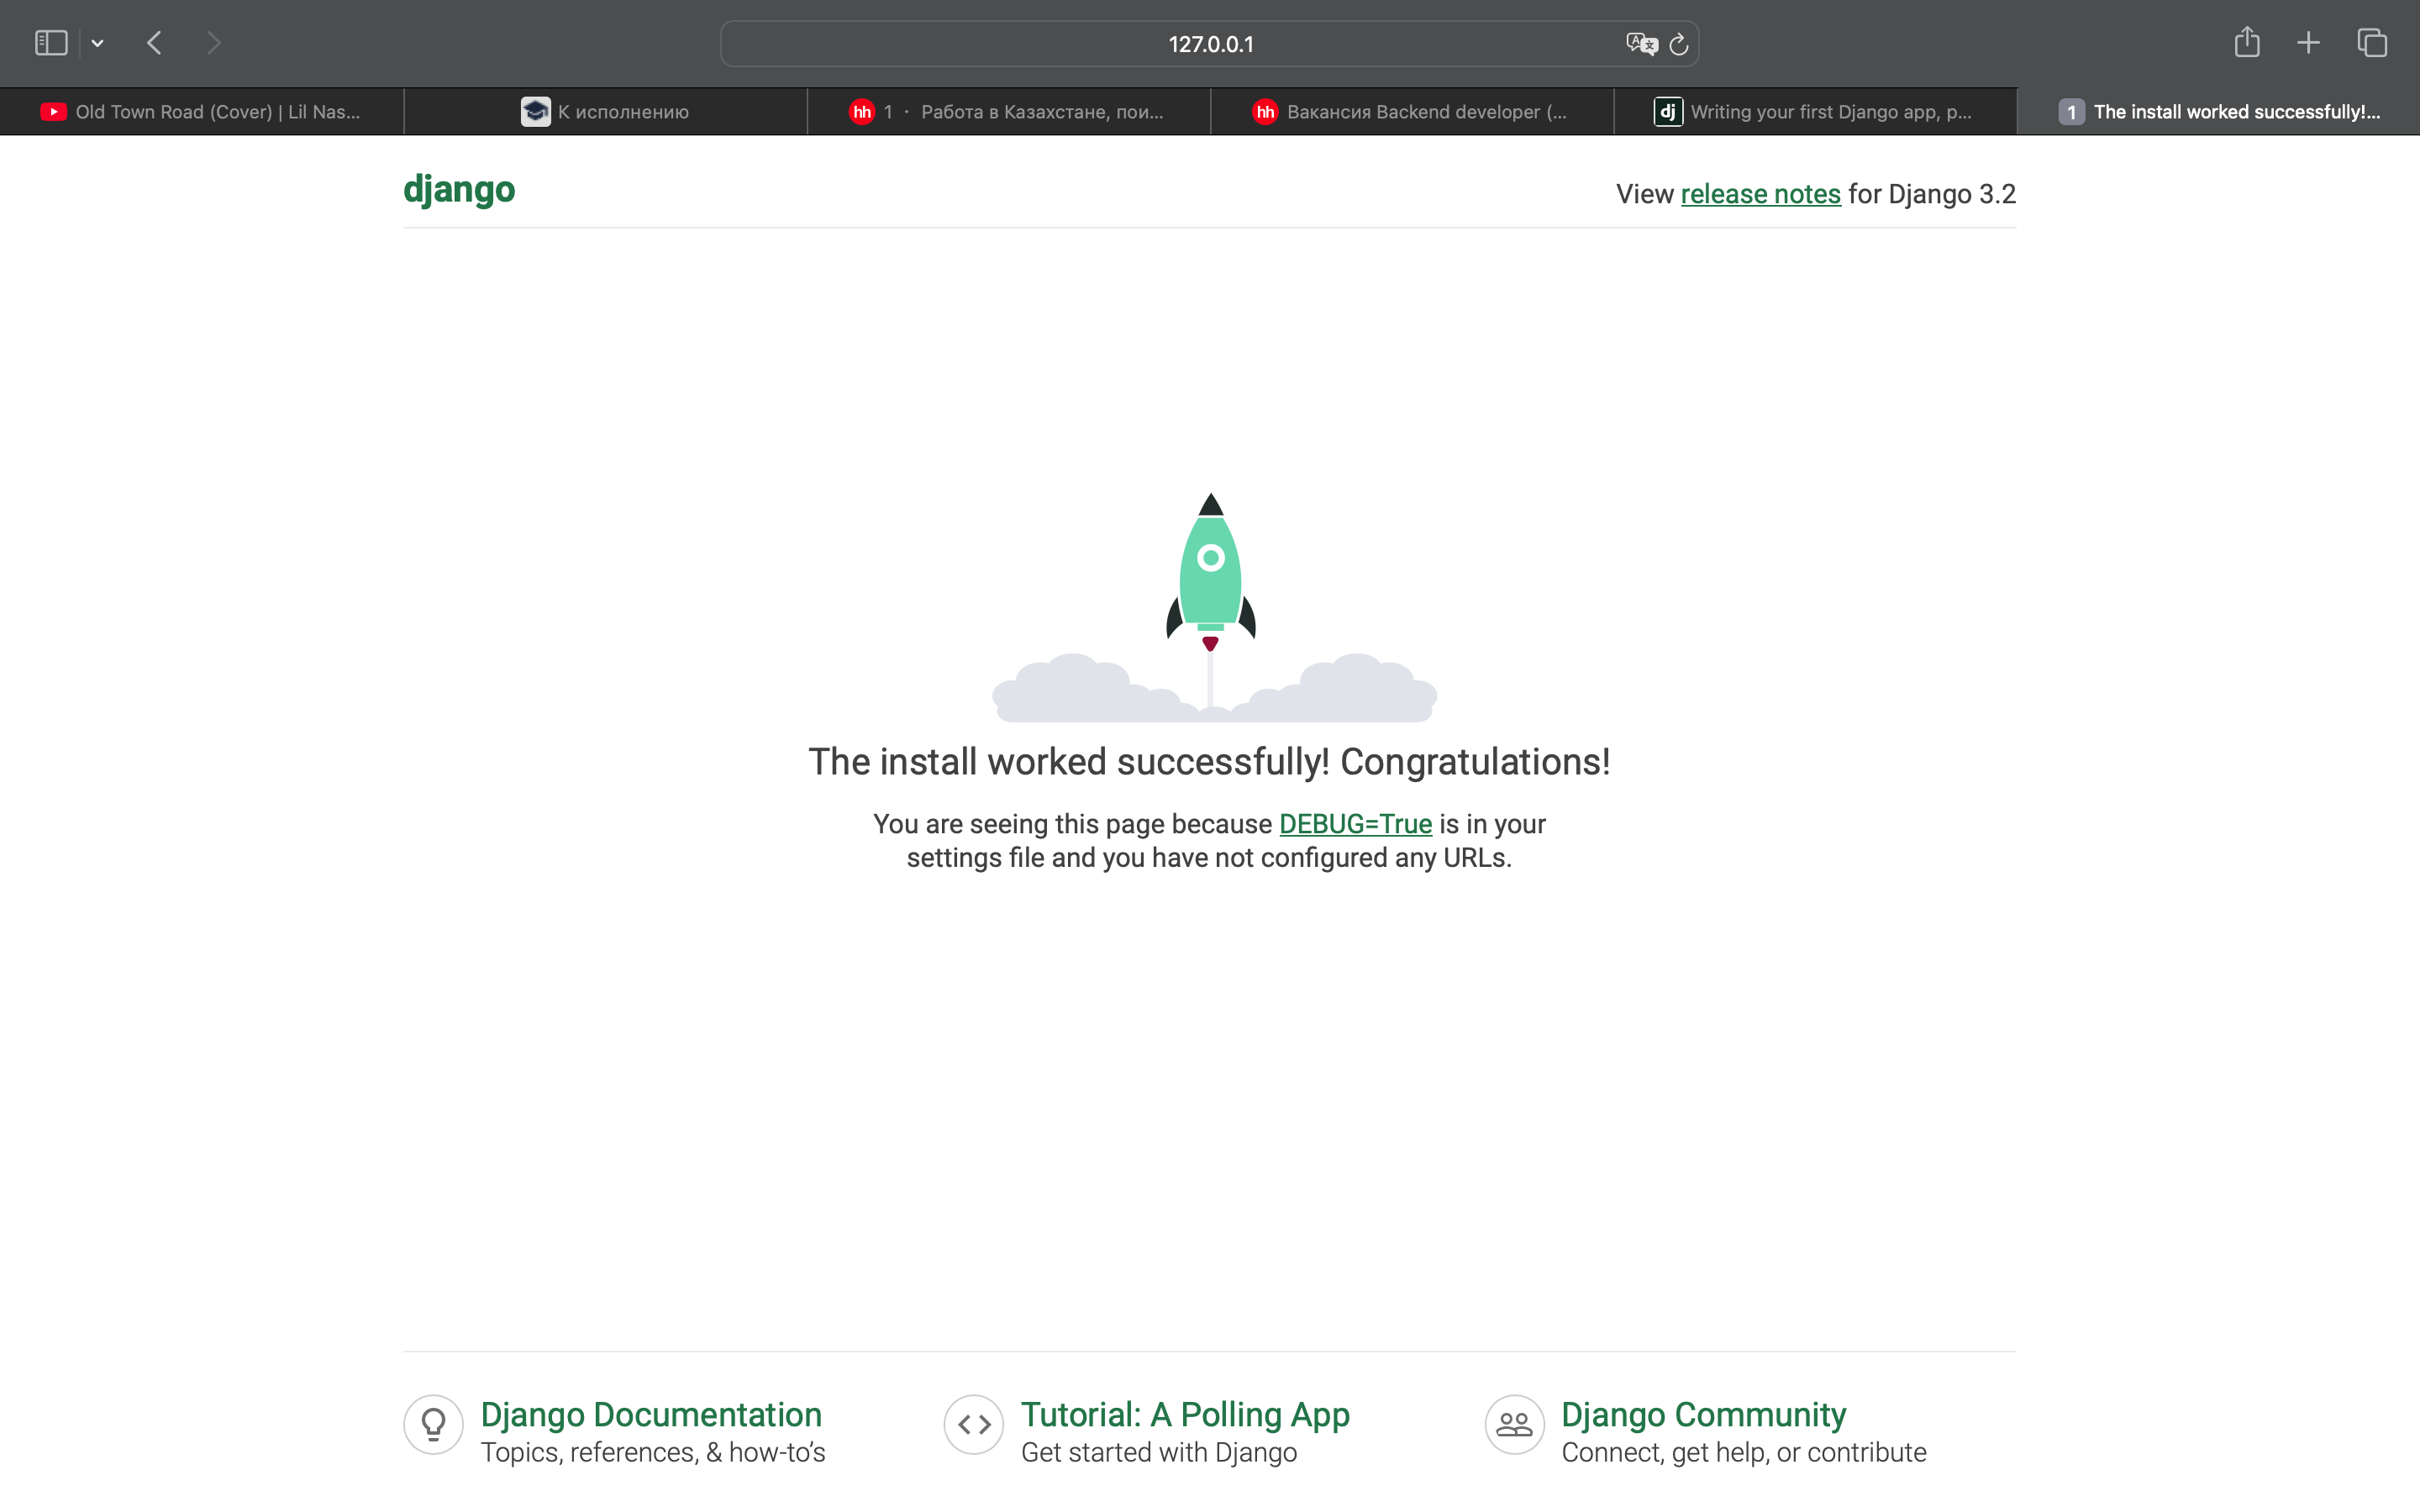 127.0.0.1
Old Town Road (Cover) | Lil Nas...
К исполнению
hh 1 · Работа в Казахстане, пои...
hh Вакансия Backend developer (...
dj Writing your first Django app, p...
1 The install worked successfully!...
django
View release notes for Django 3.2
The install worked successfully! Congratulations!
You are seeing this page because DEBUG=True is in your
settings file and you have not configured any URLs.
Django Documentation
Topics, references, & how-to’s
Tutorial: A Polling App
Get started with Django
Django Community
Connect, get help, or contribute